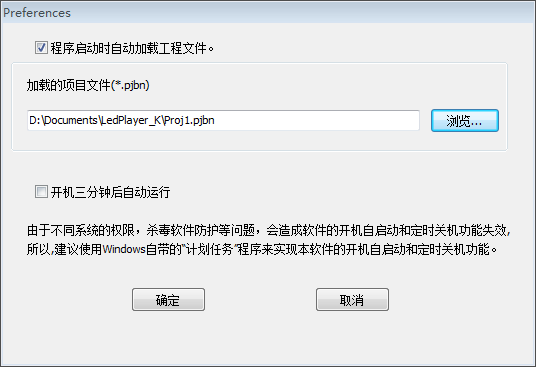 Preferences
程序启动时自动加载工程文件。
加载的项目文件(*.pjbn)
D:\Documents\LedPlayer_K\Proj1.pjbn
浏览...
开机三分钟后自动运行
由于不同系统的权限，杀毒软件防护等问题，会造成软件的开机自启动和定时关机功能失效,
所以,建议使用Windows自带的“计划任务”程序来实现本软件的开机自启动和定时关机功能。
确定
取消